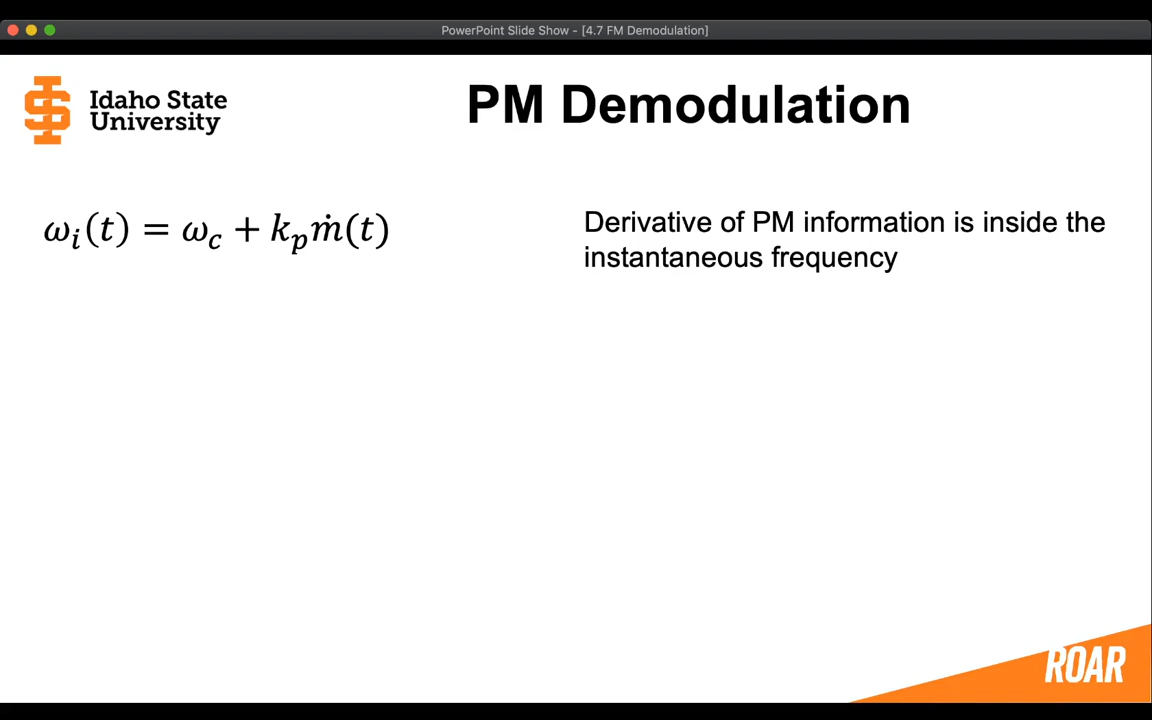 PowerPoint Slide Show - [4.7 FM Demodulation]
Idaho State
University
PM Demodulation
ωᵢ(t) = ω_c + k_p ṁ(t)
Derivative of PM information is inside the
instantaneous frequency
ROAR